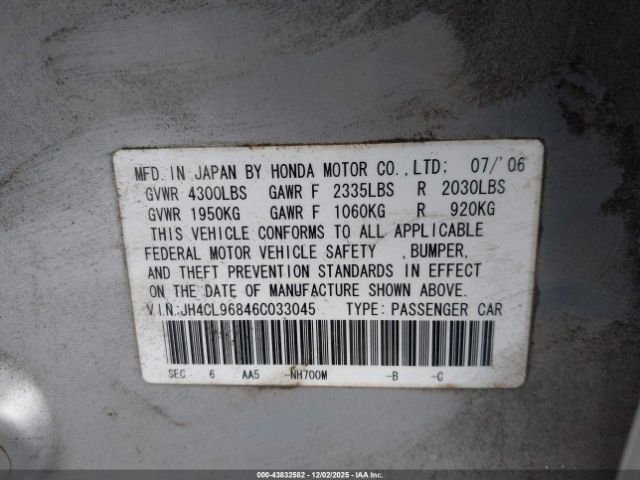 MFD. IN JAPAN BY HONDA MOTOR CO.,LTD; 07/'06
GVWR 4300LBS GAWR F 2335LBS R 2030LBS
GVWR 1950KG GAWR F 1060KG R 920KG
THIS VEHICLE CONFORMS TO ALL APPLICABLE
FEDERAL MOTOR VEHICLE SAFETY ,BUMPER,
AND THEFT PREVENTION STANDARDS IN EFFECT
ON THE DATE OF MANUFACTURE SHOWN ABOVE.
V.I.N.:JH4CL96846C033045 TYPE: PASSENGER CAR
SEC. 6 AA5 -NH700M -B -C
000-43832582 - 12/02/2025 - IAAI.COM